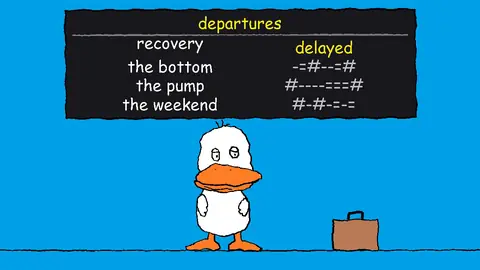 departures
recovery delayed
the bottom -=#--=#
the pump #----===#
the weekend #-#-=-=